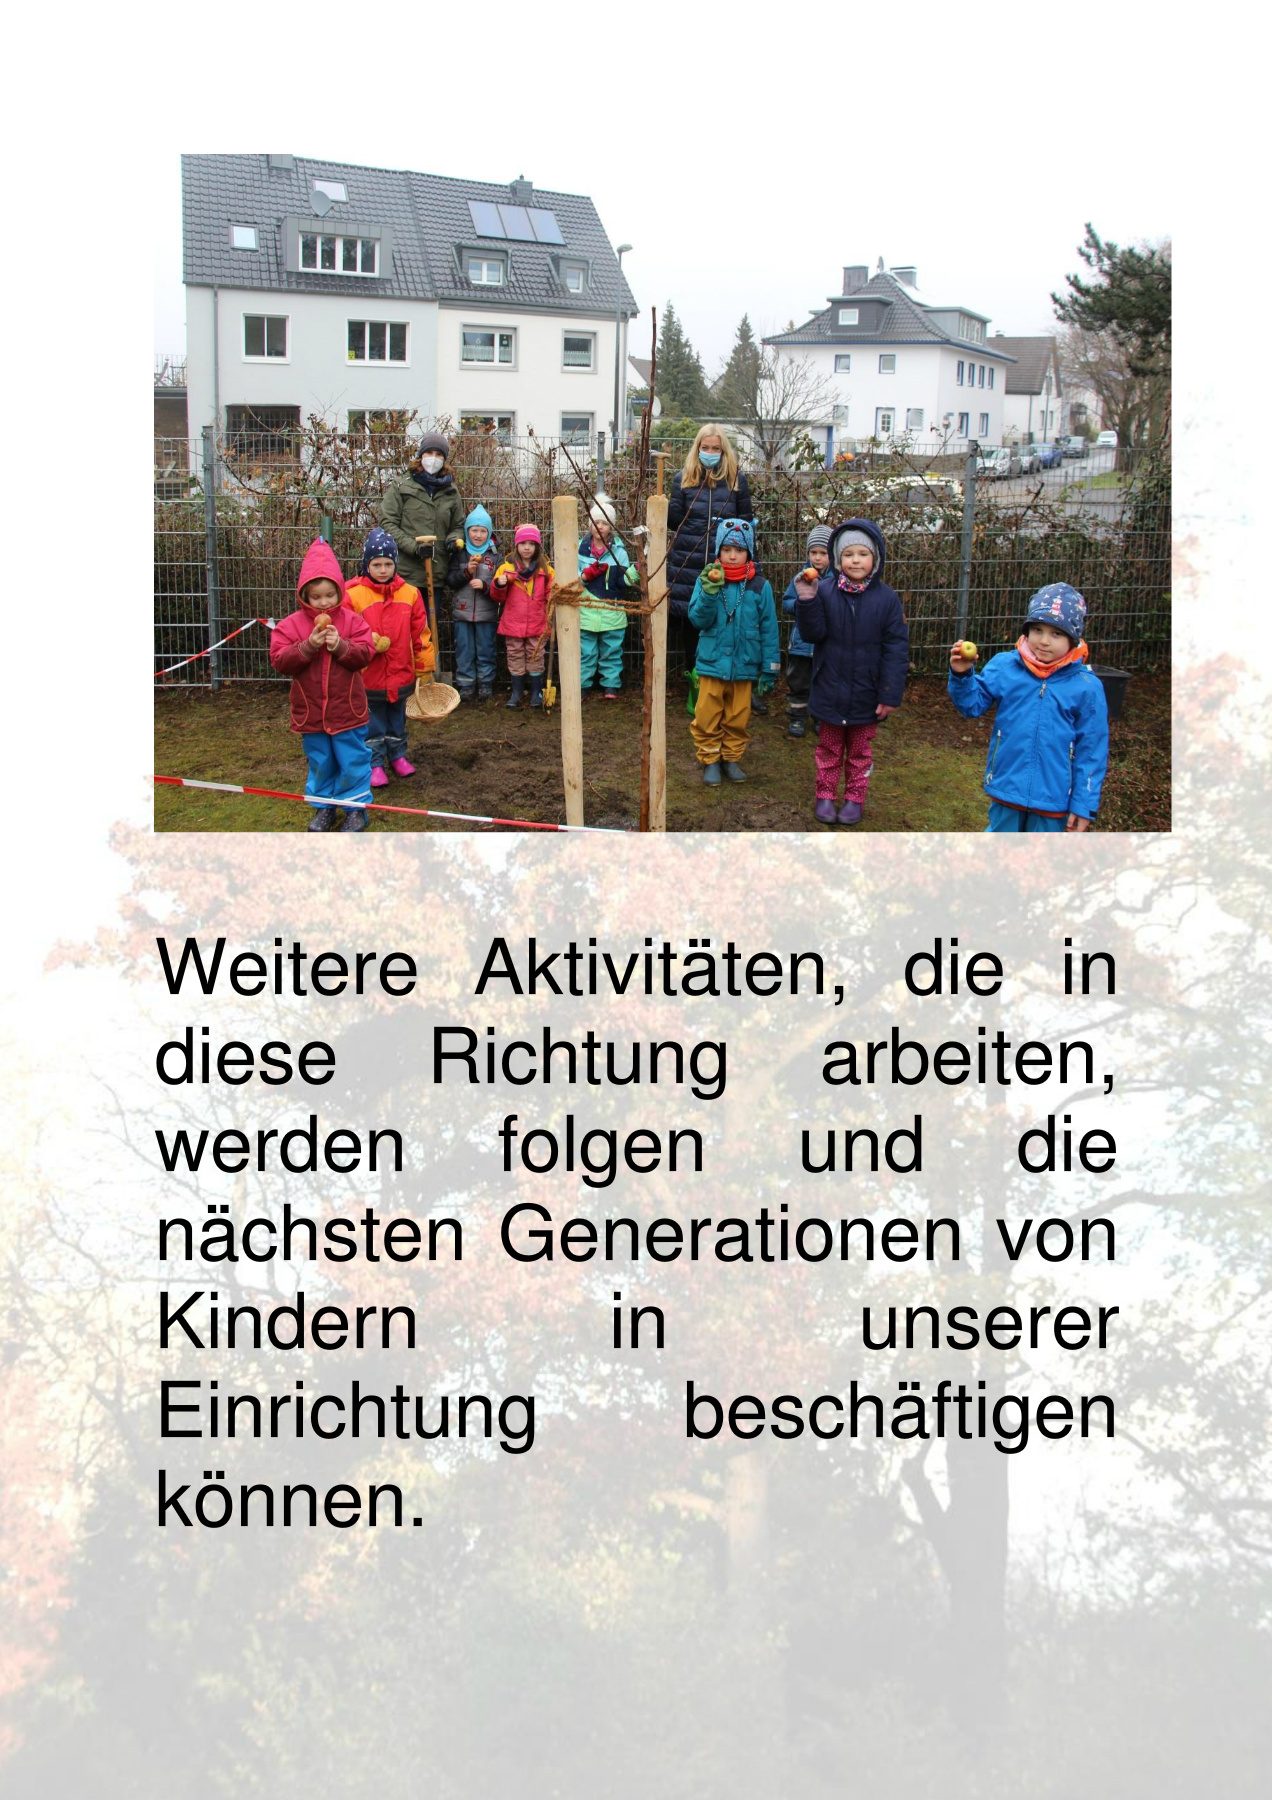 Weitere Aktivitäten, die in
diese Richtung arbeiten,
werden folgen und die
nächsten Generationen von
Kindern in unserer
Einrichtung beschäftigen
können.